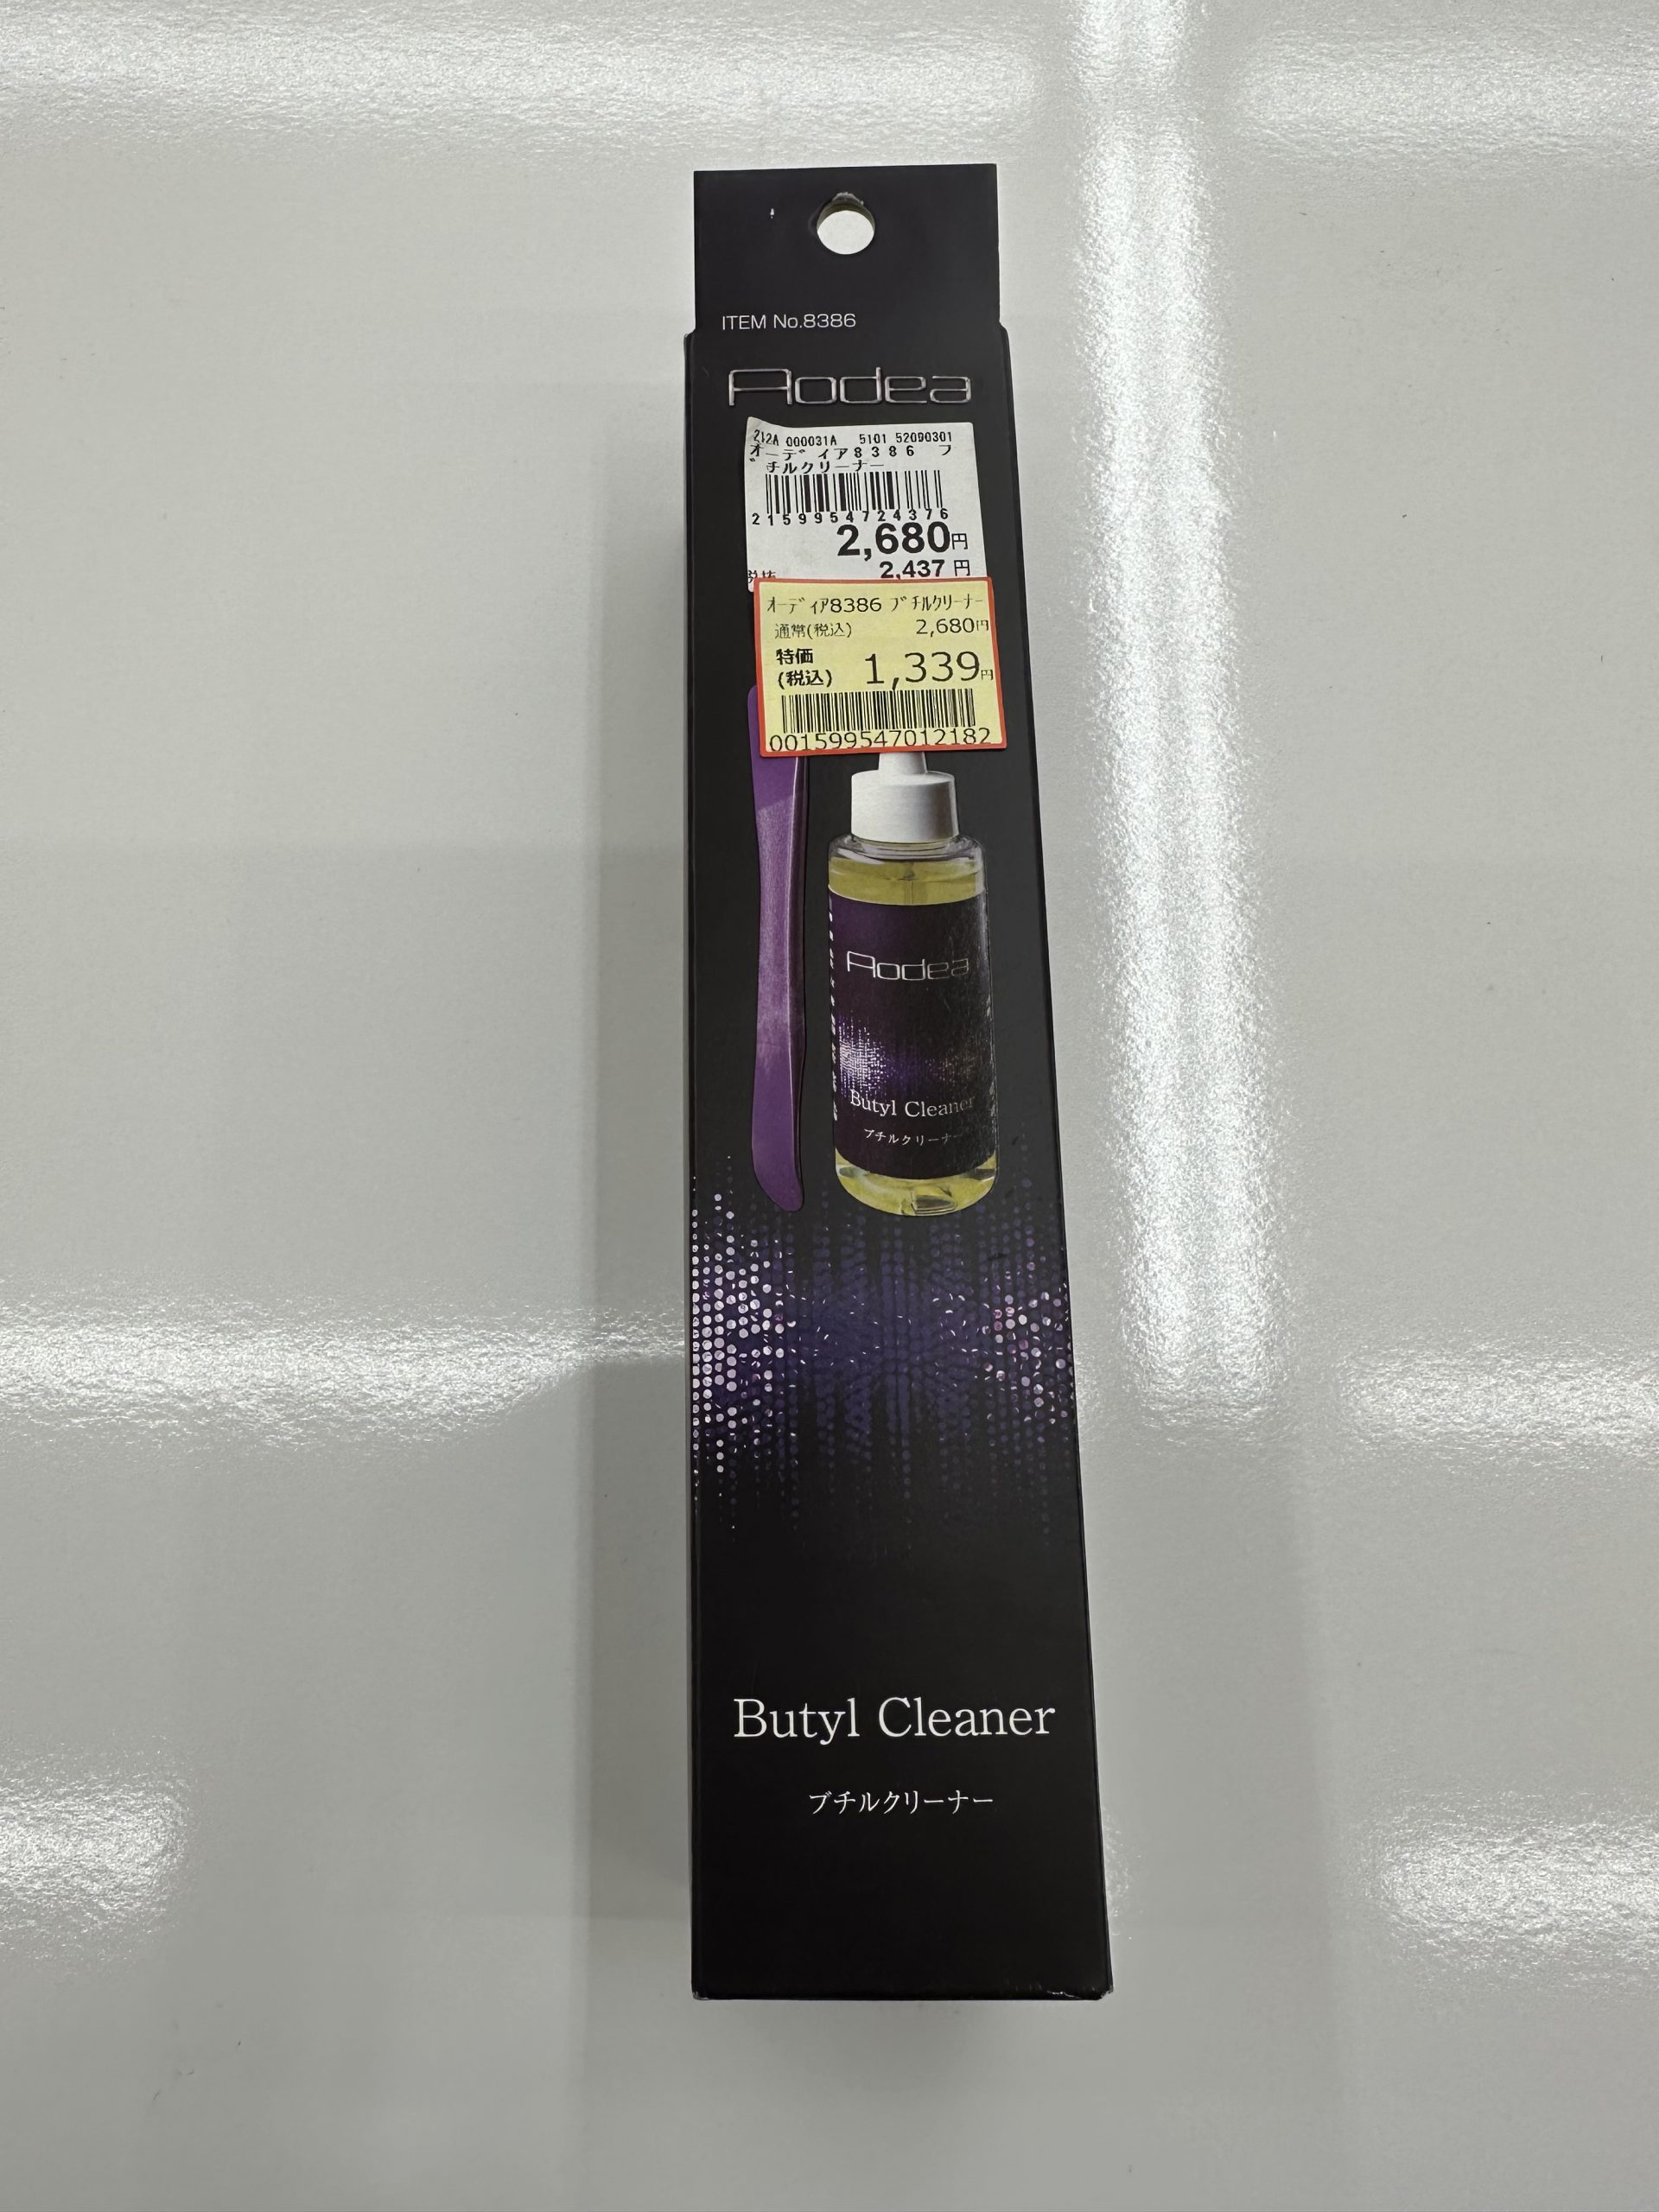 ITEM No.8386
Aodea
212A 000031A 5101 52090301
オーディア8386 ブ
チルクリーナー
2159954724376
2,680円
税抜 2,437円
オーディア8386 ブチルクリーナー
通常(税込) 2,680円
特価
(税込) 1,339円
001599547012182
Aodea
Butyl Cleaner
ブチルクリーナー
Butyl Cleaner
ブチルクリーナー